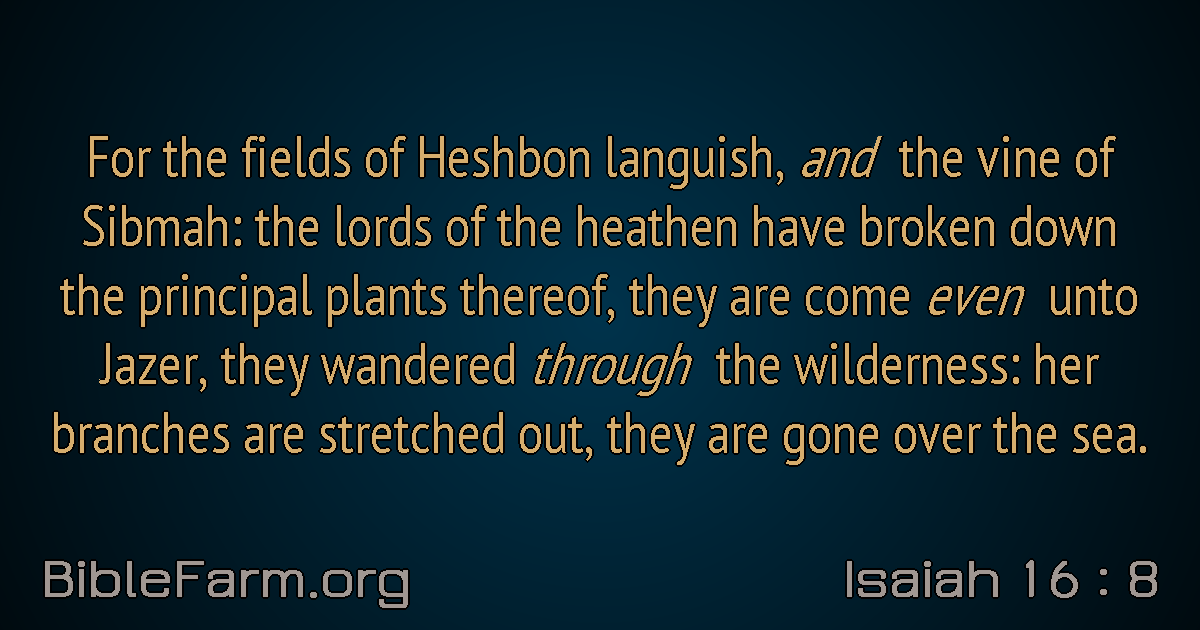 For the fields of Heshbon languish, and the vine of
Sibmah: the lords of the heathen have broken down
the principal plants thereof, they are come even unto
Jazer, they wandered through the wilderness: her
branches are stretched out, they are gone over the sea.
BibleFarm.org
Isaiah 16 : 8